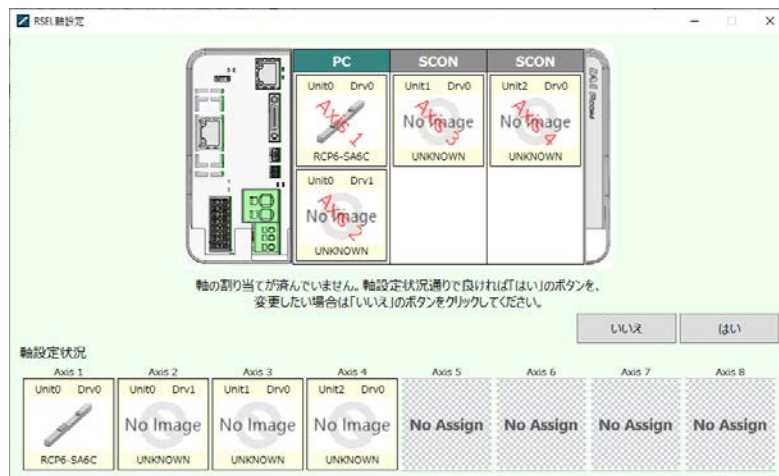 RSEL軸設定
PC SCON SCON
Unit0 Drv0 Unit1 Drv0 Unit2 Drv0
Axis 1 No Image Axis 3 No Image Axis 4
RCP6-SA6C UNKNOWN UNKNOWN
Unit0 Drv1
No Image Axis 2
UNKNOWN
軸の割り当てが済んでいません。軸設定状況通りで良ければ「はい」のボタンを、
変更したい場合は「いいえ」のボタンをクリックしてください。
いいえ はい
軸設定状況
Axis 1 Axis 2 Axis 3 Axis 4 Axis 5 Axis 6 Axis 7 Axis 8
Unit0 Drv0 Unit0 Drv1 Unit1 Drv0 Unit2 Drv0
No Image No Image No Image No Assign No Assign No Assign No Assign
RCP6-SA6C UNKNOWN UNKNOWN UNKNOWN